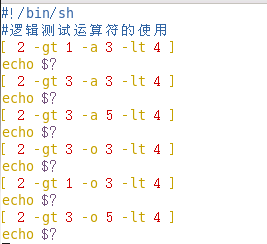 #!/bin/sh
#逻辑测试运算符的使用
[ 2 -gt 1 -a 3 -lt 4 ]
echo $?
[ 2 -gt 3 -a 3 -lt 4 ]
echo $?
[ 2 -gt 3 -a 5 -lt 4 ]
echo $?
[ 2 -gt 3 -o 3 -lt 4 ]
echo $?
[ 2 -gt 1 -o 3 -lt 4 ]
echo $?
[ 2 -gt 3 -o 5 -lt 4 ]
echo $?